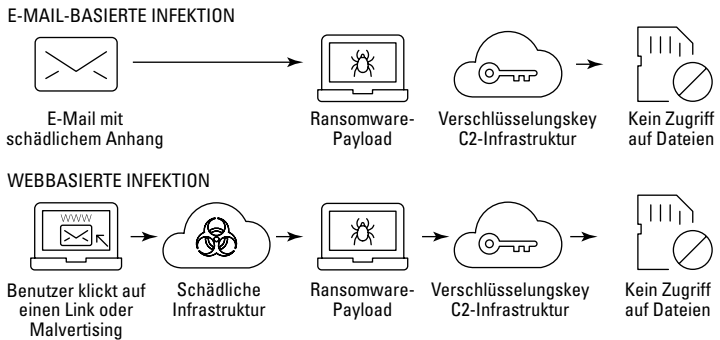 E-MAIL-BASIERTE INFEKTION
E-Mail mit
schädlichem Anhang
Ransomware-
Payload
Verschlüsselungskey
C2-Infrastruktur
Kein Zugriff
auf Dateien
WEBBASIERTE INFEKTION
WWW
Benutzer klickt auf
einen Link oder
Malvertising
Schädliche
Infrastruktur
Ransomware-
Payload
Verschlüsselungskey
C2-Infrastruktur
Kein Zugriff
auf Dateien